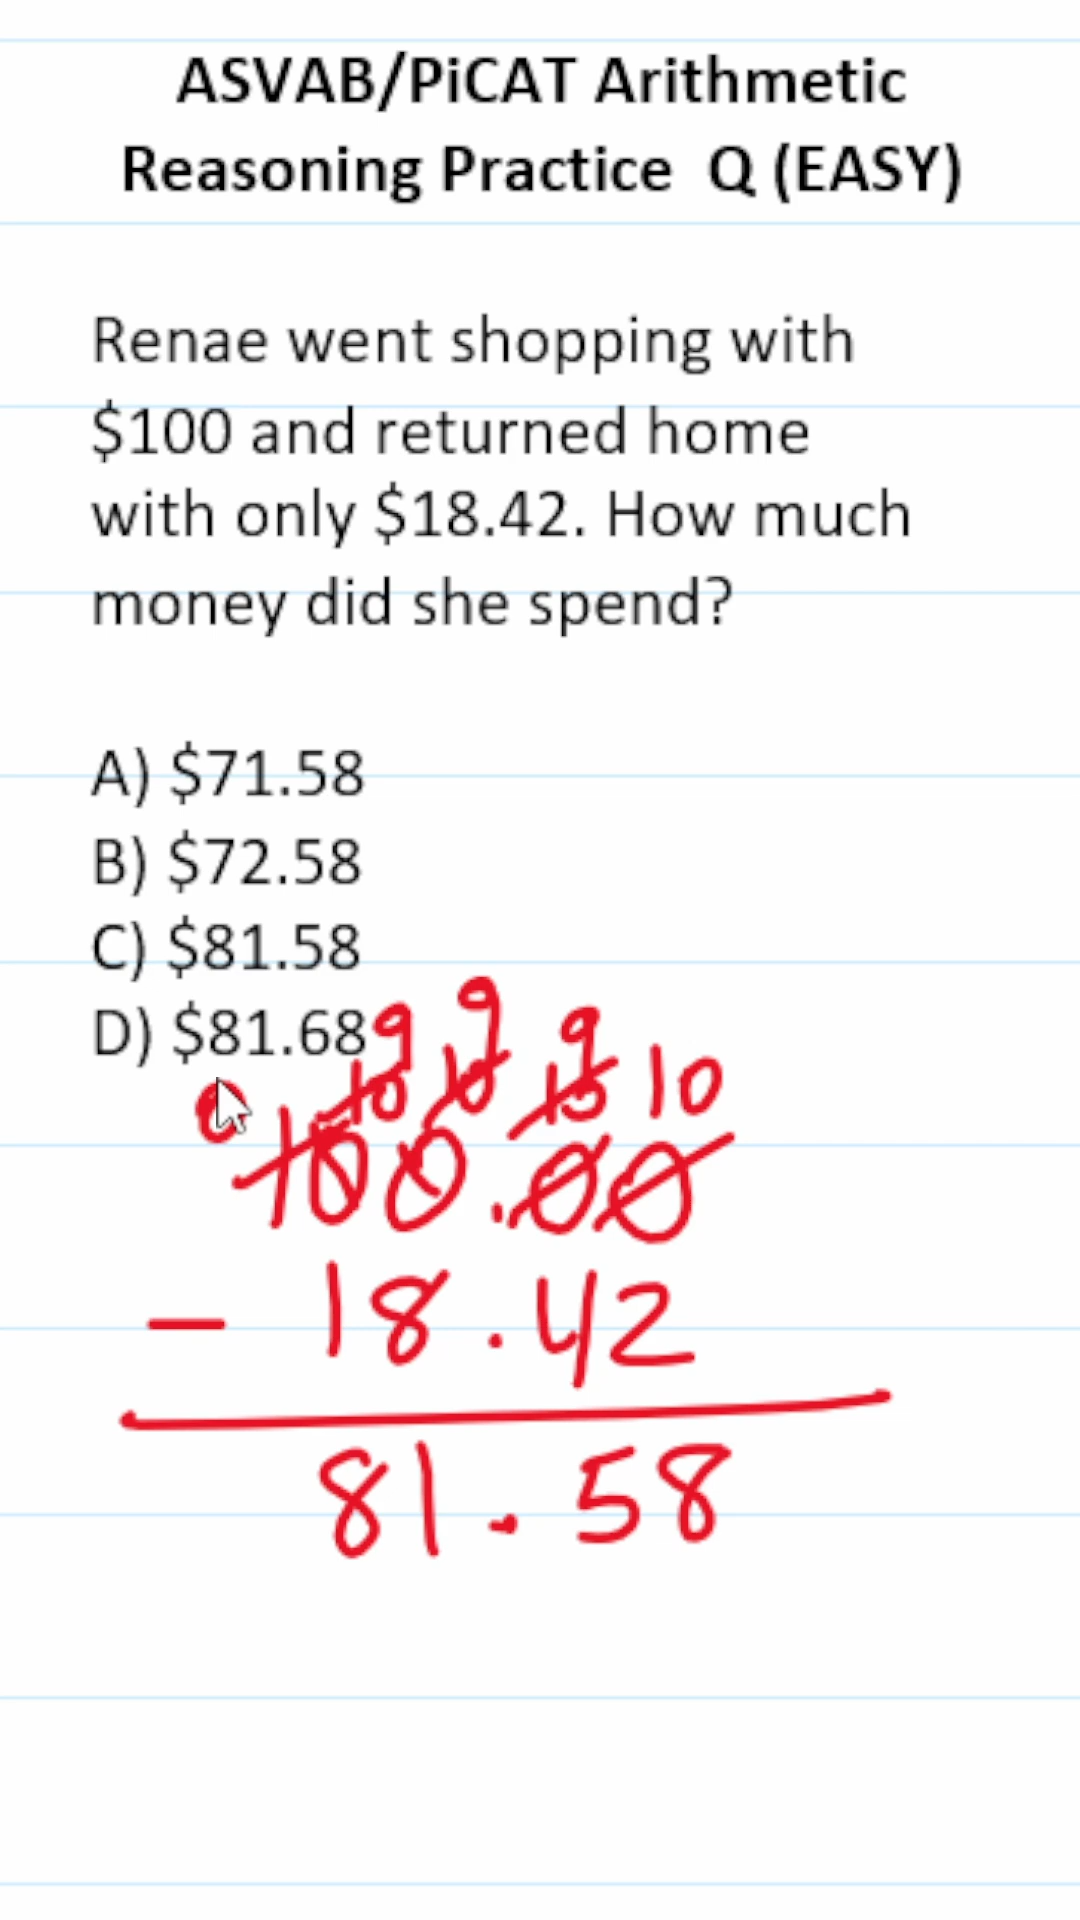 ASVAB/PiCAT Arithmetic
Reasoning Practice Q (EASY)
Renae went shopping with
$100 and returned home
with only $18.42. How much
money did she spend?
A) $71.58
B) $72.58
C) $81.58
D) $81.68
9 9 9
0 10 10 10 10
100.00
- 18.42
81.58